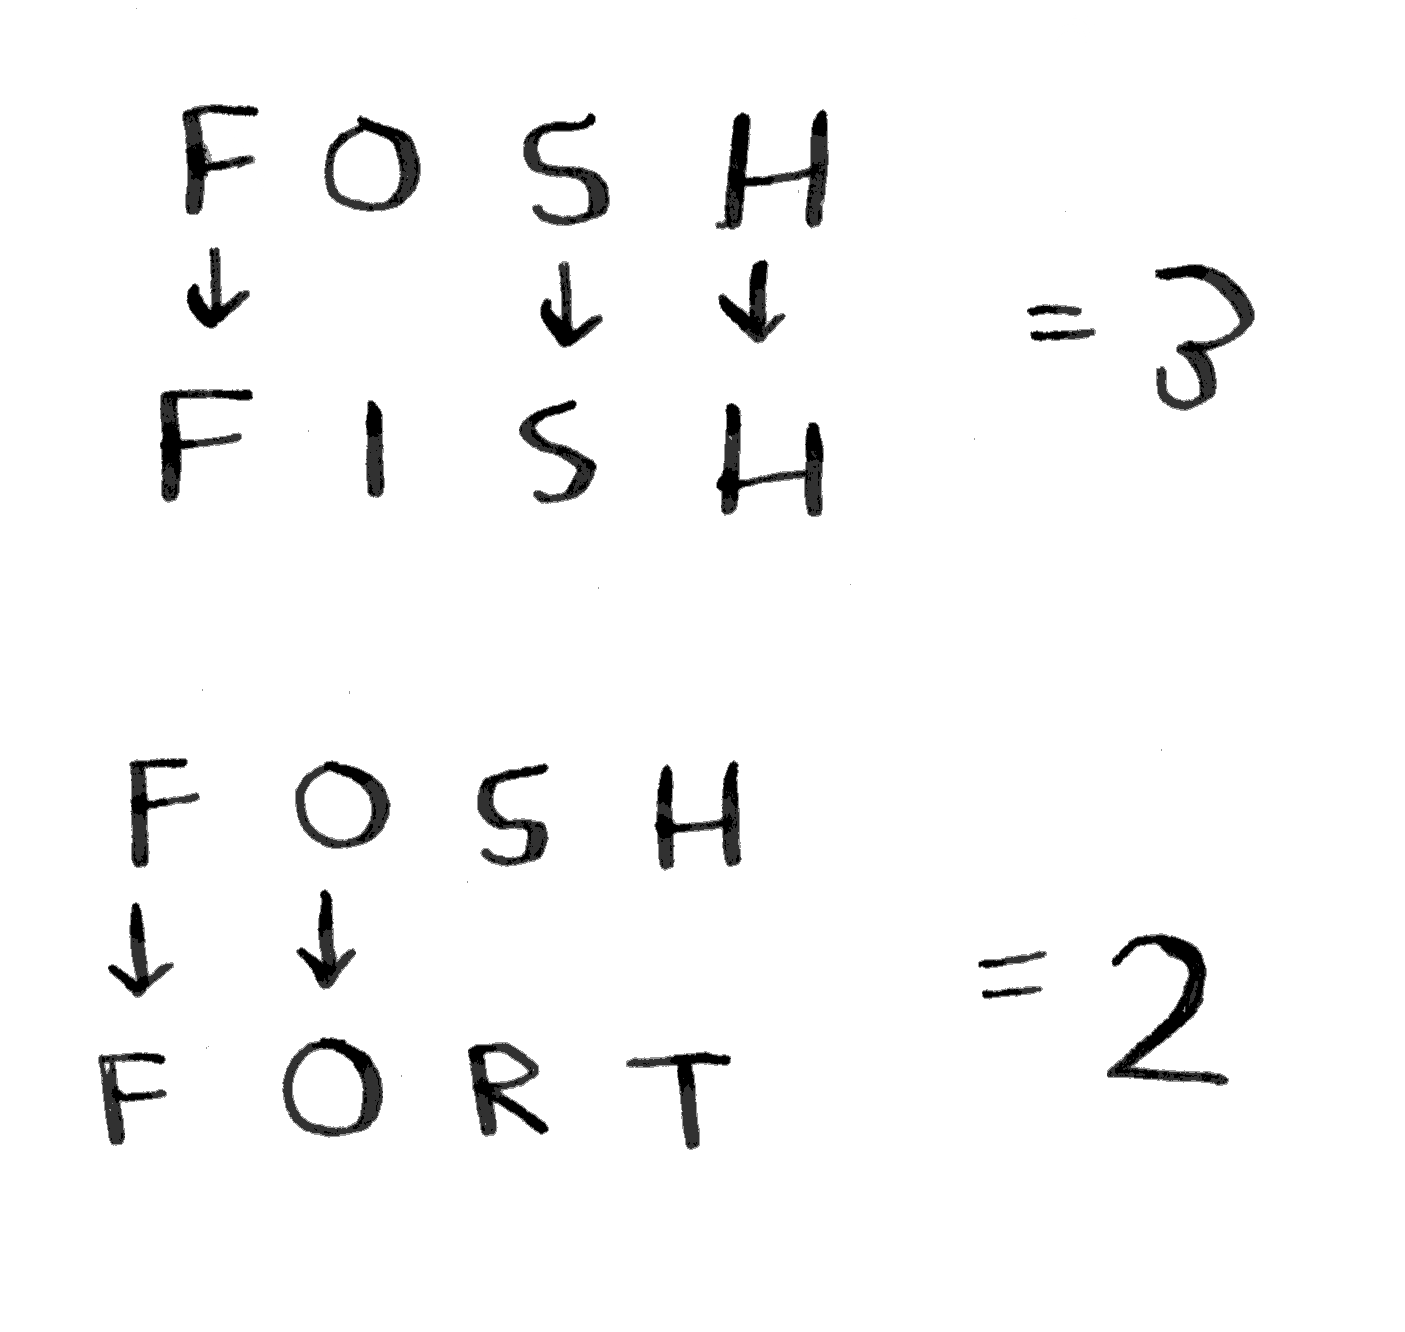 F O S H
↓ ↓ ↓ = 3
F I S H
F O S H
↓ ↓ = 2
F O R T